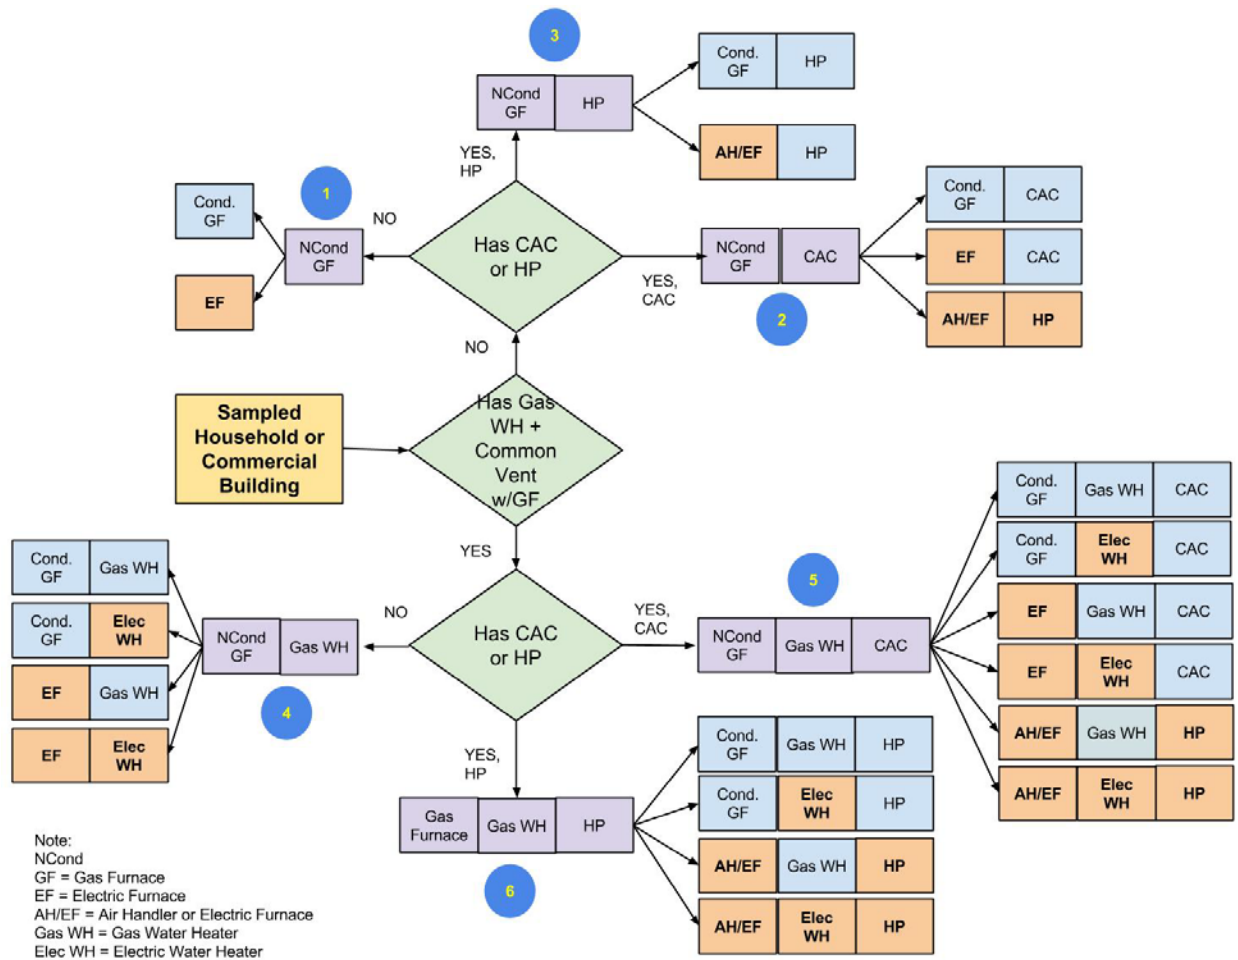 3
NCond
GF
HP
Cond.
GF
HP
AH/EF
HP
YES,
HP
1
Cond.
GF
NCond
GF
EF
NO
Has CAC
or HP
YES,
CAC
NCond
GF
CAC
2
Cond.
GF
CAC
EF
CAC
AH/EF
HP
NO
Sampled
Household or
Commercial
Building
Has Gas
WH +
Common
Vent
w/GF
YES
Has CAC
or HP
NO
NCond
GF
Gas WH
4
Cond.
GF
Gas WH
Cond.
GF
Elec
WH
EF
Gas WH
EF
Elec
WH
YES,
CAC
5
NCond
GF
Gas WH
CAC
Cond.
GF
Gas WH
CAC
Cond.
GF
Elec
WH
CAC
EF
Gas WH
CAC
EF
Elec
WH
CAC
AH/EF
Gas WH
HP
AH/EF
Elec
WH
HP
YES,
HP
Gas
Furnace
Gas WH
HP
6
Cond.
GF
Gas WH
HP
Cond.
GF
Elec
WH
HP
AH/EF
Gas WH
HP
AH/EF
Elec
WH
HP
Note:
NCond
GF = Gas Furnace
EF = Electric Furnace
AH/EF = Air Handler or Electric Furnace
Gas WH = Gas Water Heater
Elec WH = Electric Water Heater